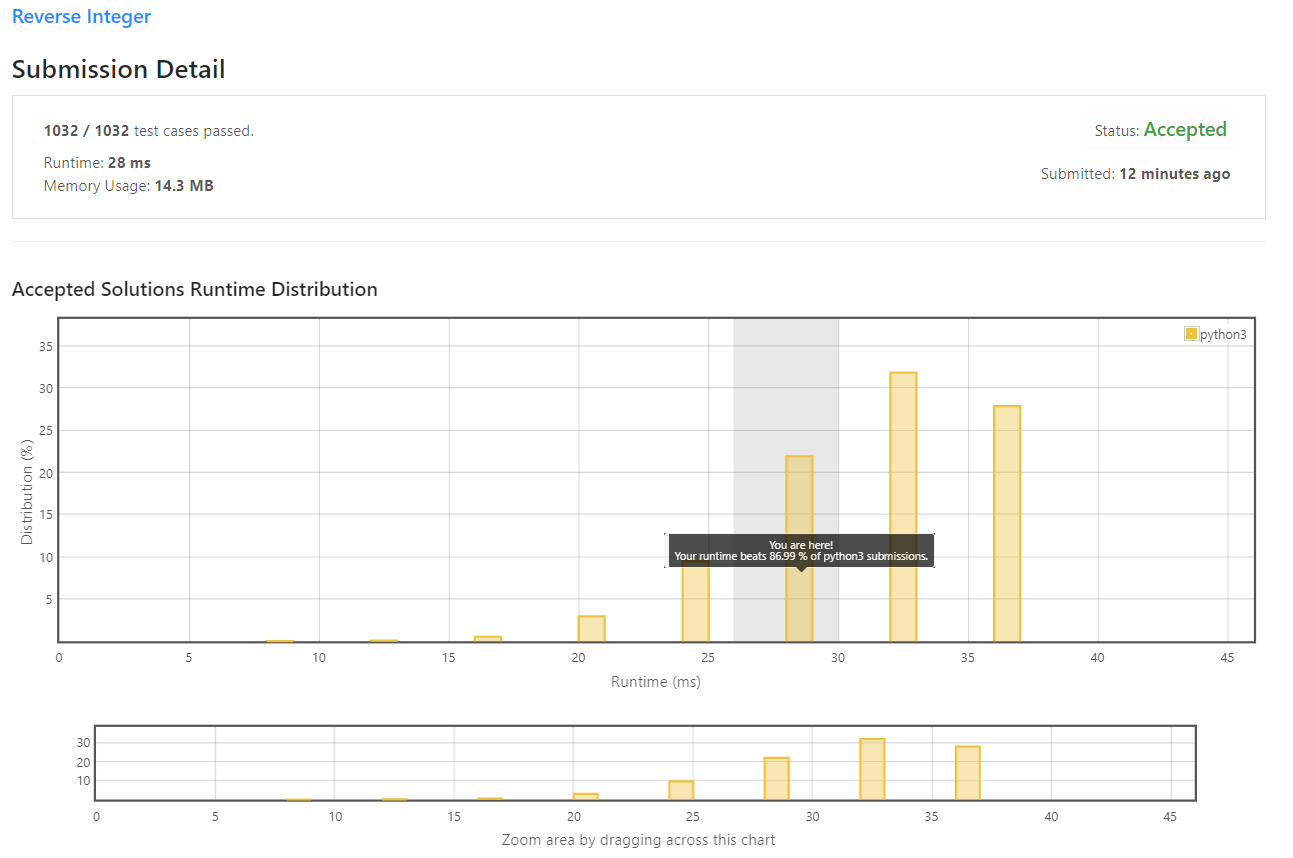 Reverse Integer
Submission Detail
1032 / 1032 test cases passed.
Status: Accepted
Runtime: 28 ms
Memory Usage: 14.3 MB
Submitted: 12 minutes ago
Accepted Solutions Runtime Distribution
python3
Distribution (%)
35
30
25
20
15
10
5
You are here!
Your runtime beats 86.99 % of python3 submissions.
0 5 10 15 20 25 30 35 40 45
Runtime (ms)
30
20
10
0 5 10 15 20 25 30 35 40 45
Zoom area by dragging across this chart